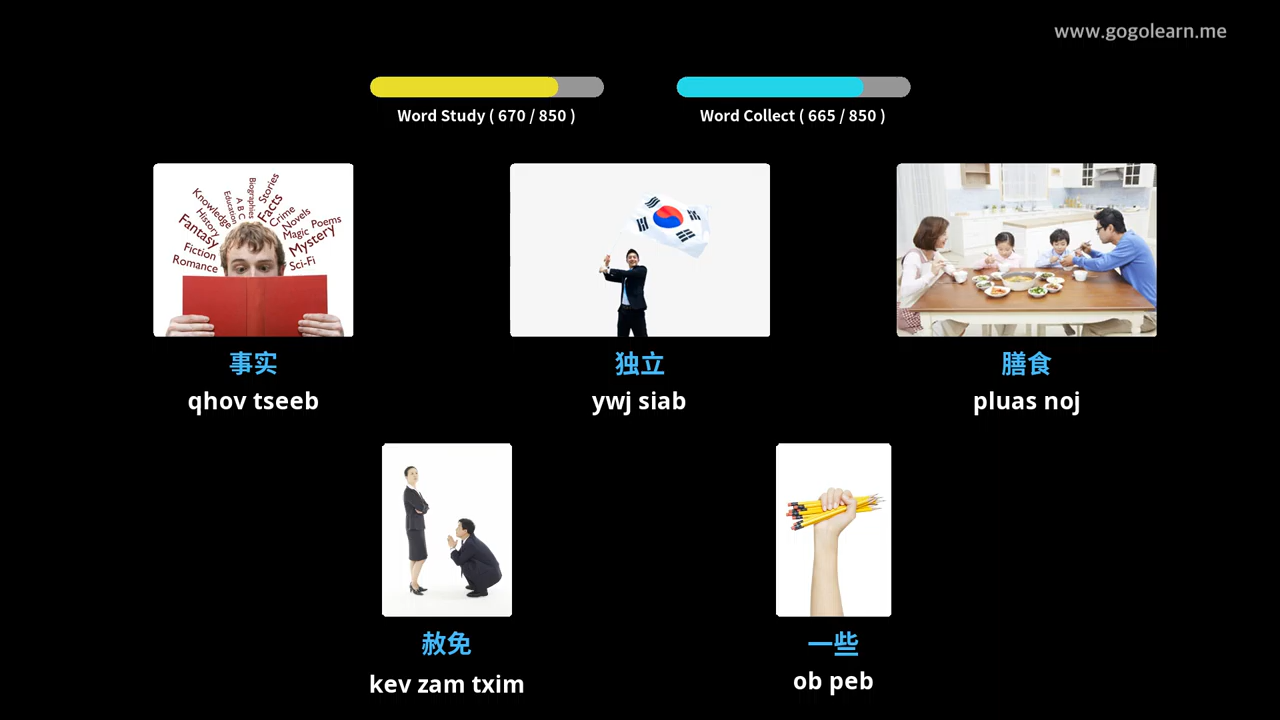 www.gogolearn.me
Word Study ( 670 / 850 )
Word Collect ( 665 / 850 )
Knowledge
Education
A B C
Biographies
Stories
Facts
History
Crime
Novels
Fantasy
Magic
Poems
Fiction
Mystery
Romance
Sci-Fi
事实
qhov tseeb
独立
ywj siab
膳食
pluas noj
赦免
kev zam txim
一些
ob peb